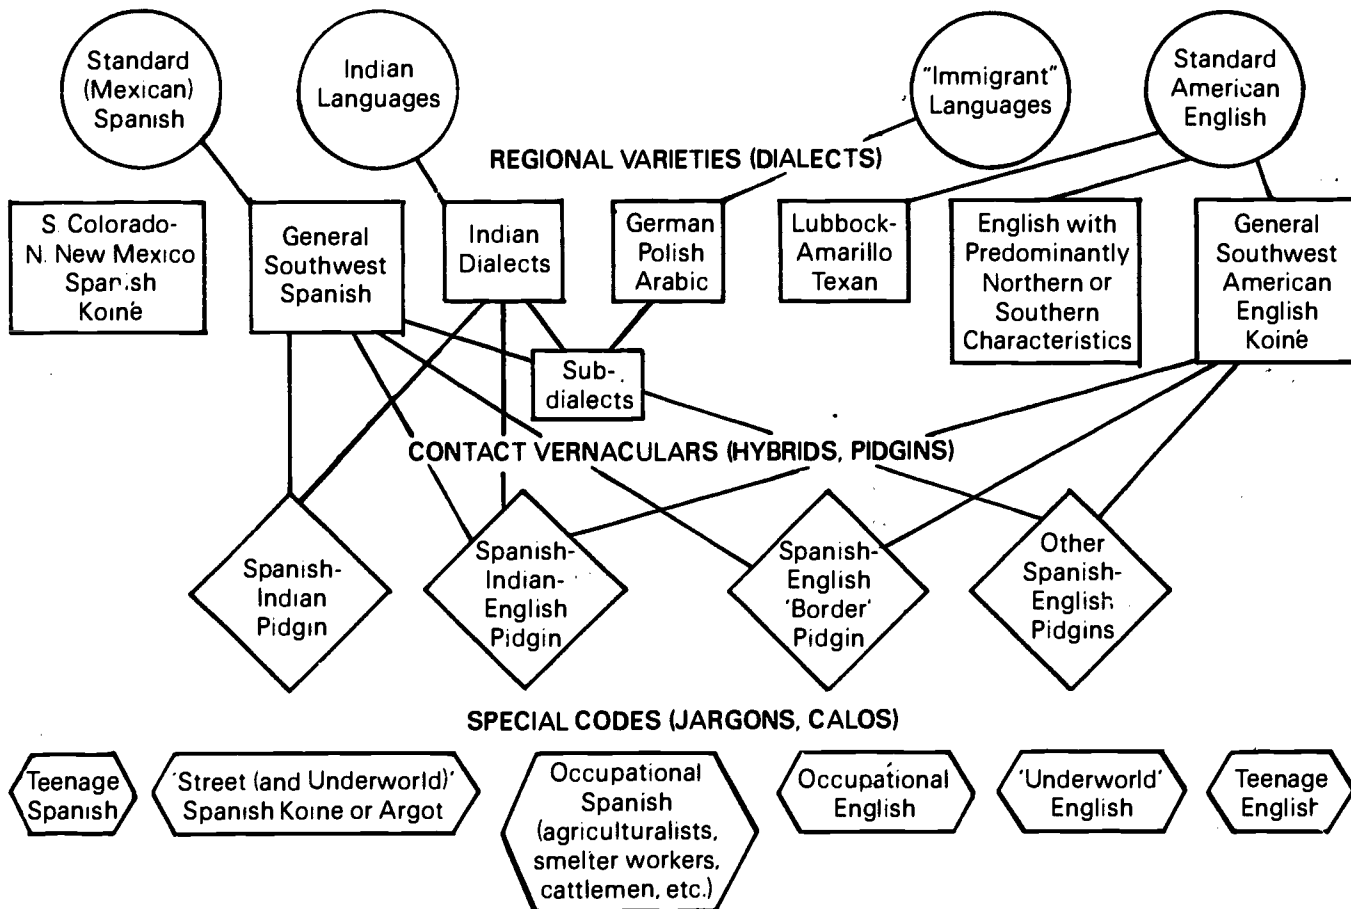 Standard
(Mexican)
Spanish
Indian
Languages
"Immigrant"
Languages
Standard
American
English
REGIONAL VARIETIES (DIALECTS)
S. Colorado-
N. New Mexico
Spanish
Koiné
General
Southwest
Spanish
Indian
Dialects
German
Polish
Arabic
Lubbock-
Amarillo
Texan
English with
Predominantly
Northern or
Southern
Characteristics
General
Southwest
American
English
Koiné
Sub-
dialects
CONTACT VERNACULARS (HYBRIDS, PIDGINS)
Spanish-
Indian
Pidgin
Spanish-
Indian-
English
Pidgin
Spanish-
English
'Border'
Pidgin
Other
Spanish-
English
Pidgins
SPECIAL CODES (JARGONS, CALOS)
Teenage
Spanish
'Street (and Underworld)'
Spanish Koine or Argot
Occupational
Spanish
(agriculturalists,
smelter workers,
cattlemen, etc.)
Occupational
English
'Underworld'
English
Teenage
English